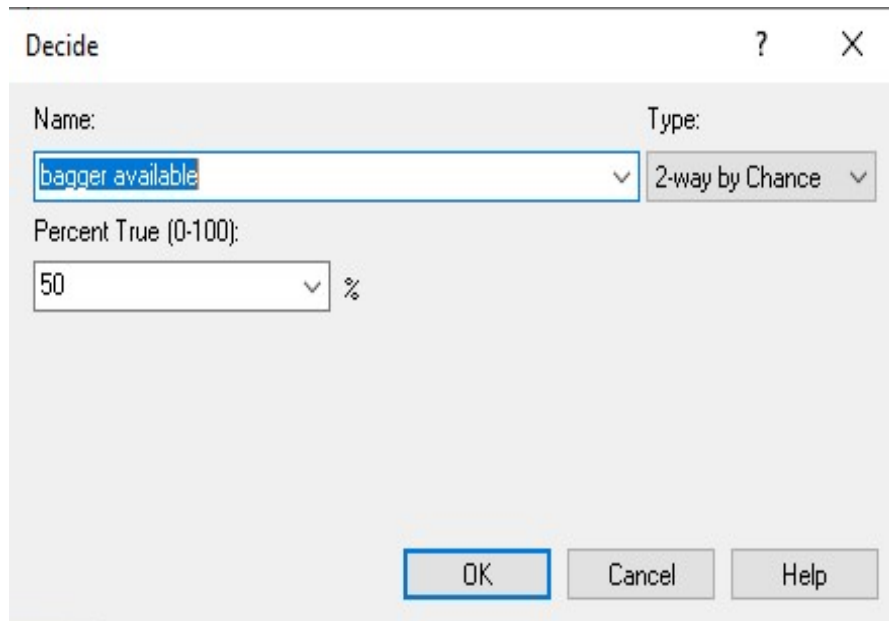 Decide ? X
Name: Type:
bagger available 2-way by Chance
Percent True (0-100):
50 %
OK Cancel Help